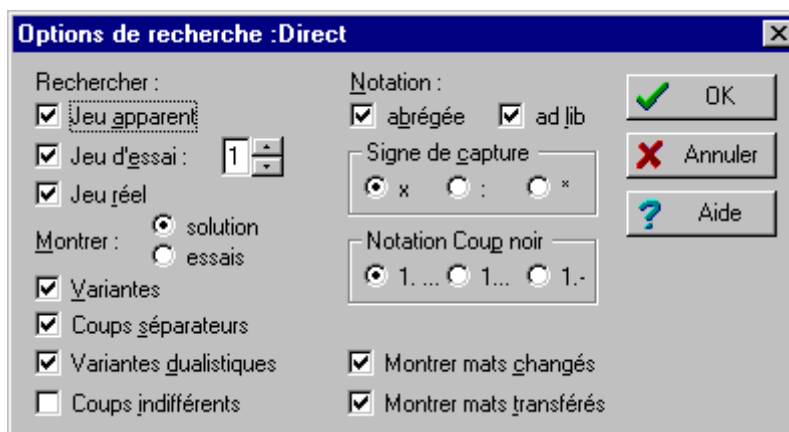 Options de recherche :Direct
Rechercher :
Jeu apparent
Jeu d'essai : 1
Jeu réel
Montrer : solution
essais
Variantes
Coups séparateurs
Variantes dualistiques
Coups indifférents
Notation :
abrégée ad lib
Signe de capture
x : *
Notation Coup noir
1. ... 1... 1.-
Montrer mats changés
Montrer mats transférés
OK
Annuler
Aide